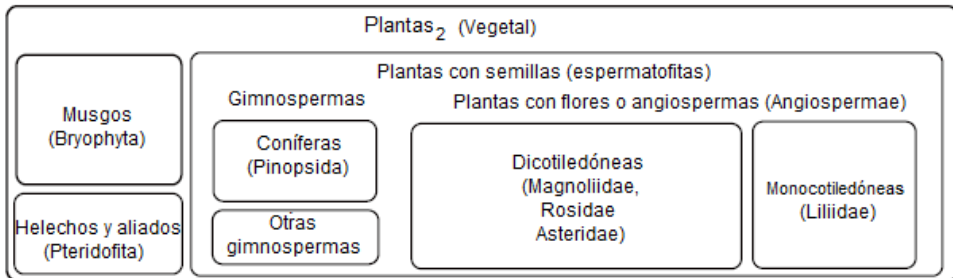 Plantas₂ (Vegetal)
Plantas con semillas (espermatofitas)
Musgos
(Bryophyta)
Helechos y aliados
(Pteridofita)
Gimnospermas
Coníferas
(Pinopsida)
Otras
gimnospermas
Plantas con flores o angiospermas (Angiospermae)
Dicotiledóneas
(Magnoliidae,
Rosidae
Asteridae)
Monocotiledóneas
(Liliidae)